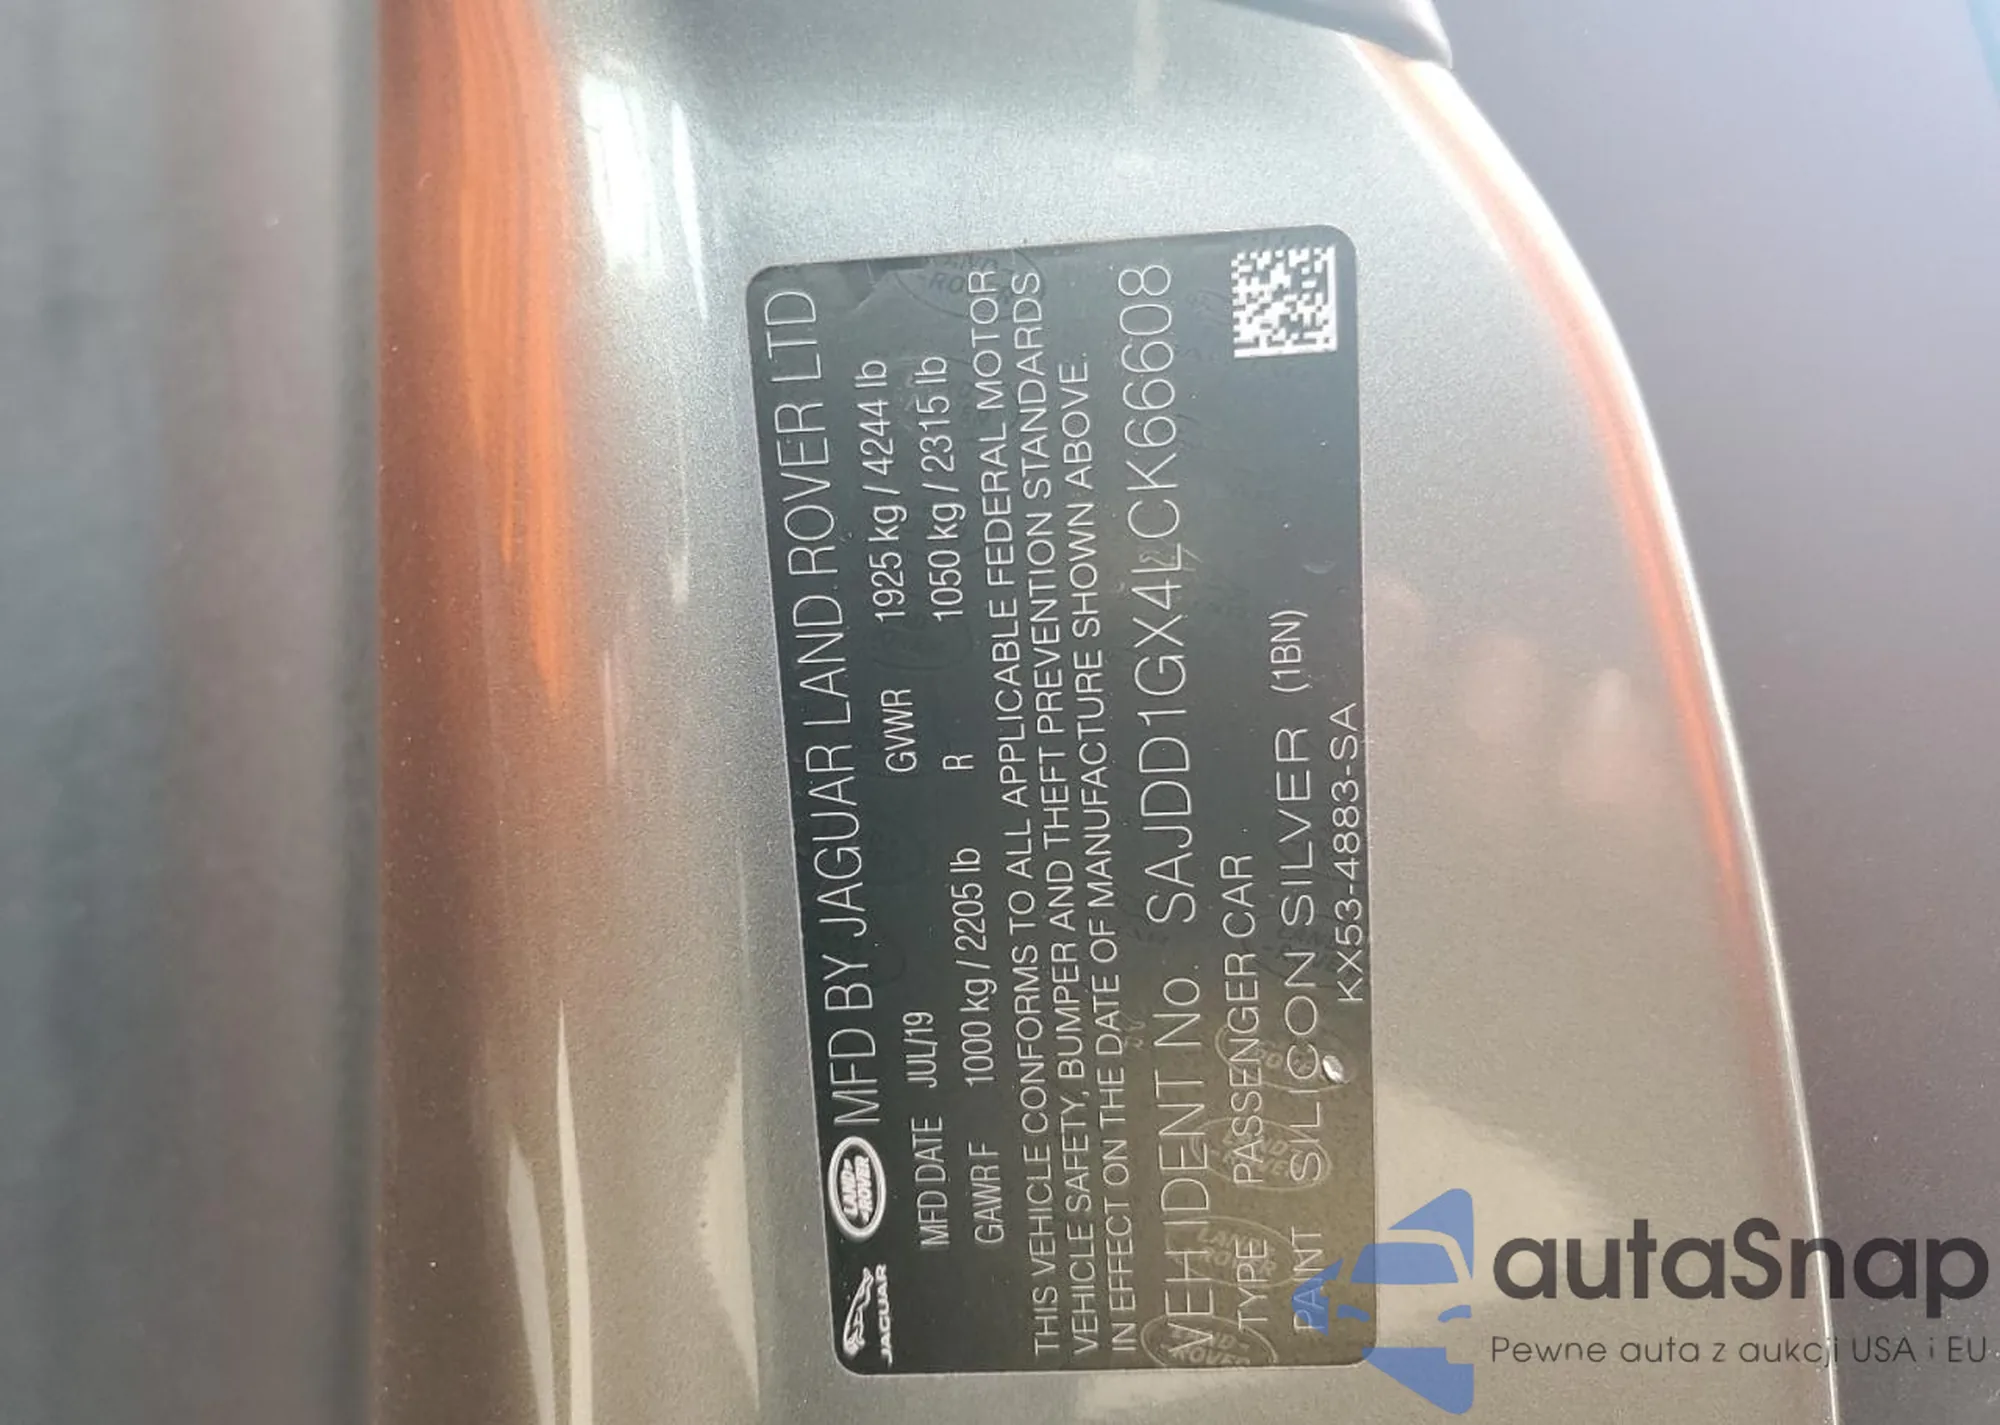 JAGUAR LAND-ROVER MFD BY JAGUAR LAND ROVER LTD
MFD DATE JUL/19 GVWR 1925 kg / 4244 lb
GAWR F 1000 kg / 2205 lb R 1050 kg / 2315 lb
THIS VEHICLE CONFORMS TO ALL APPLICABLE FEDERAL MOTOR
VEHICLE SAFETY, BUMPER AND THEFT PREVENTION STANDARDS
IN EFFECT ON THE DATE OF MANUFACTURE SHOWN ABOVE.
VEH IDENT No. SAJDD1GX4LCK66608
TYPE PASSENGER CAR
PAINT SILICON SILVER (1BN)
KX53-4883-SA
autaSnap
Pewne auta z aukcji USA i EU